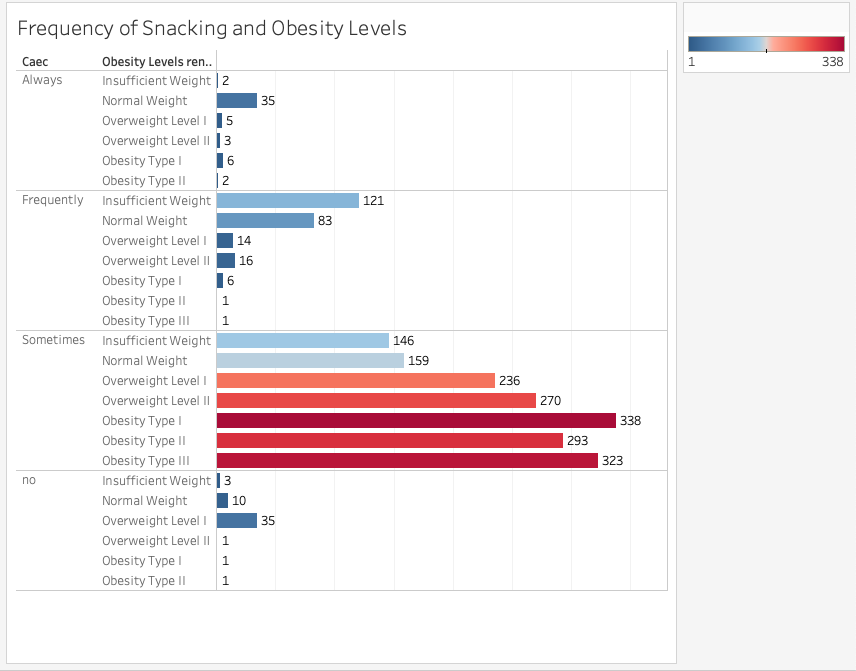 Frequency of Snacking and Obesity Levels
Caec Obesity Levels ren..
Always Insufficient Weight 2
Normal Weight 35
Overweight Level I 5
Overweight Level II 3
Obesity Type I 6
Obesity Type II 2
Frequently Insufficient Weight 121
Normal Weight 83
Overweight Level I 14
Overweight Level II 16
Obesity Type I 6
Obesity Type II 1
Obesity Type III 1
Sometimes Insufficient Weight 146
Normal Weight 159
Overweight Level I 236
Overweight Level II 270
Obesity Type I 338
Obesity Type II 293
Obesity Type III 323
no Insufficient Weight 3
Normal Weight 10
Overweight Level I 35
Overweight Level II 1
Obesity Type I 1
Obesity Type II 1
1 338